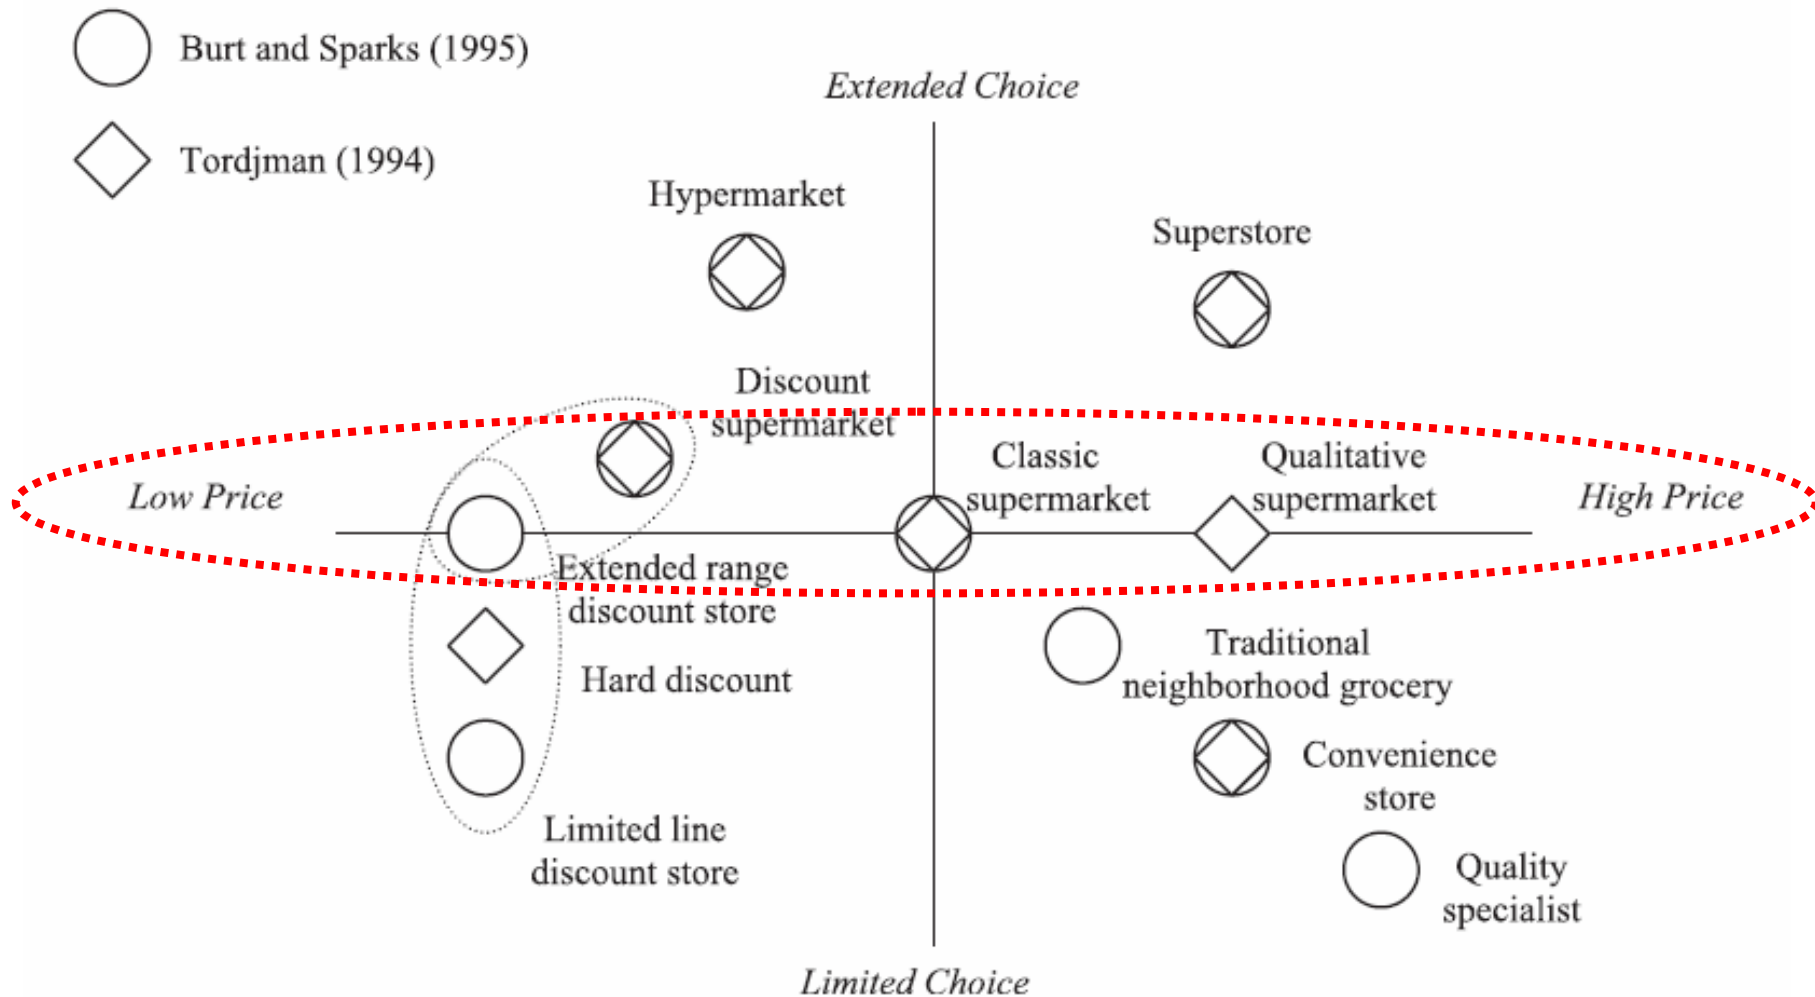 Burt and Sparks (1995)
Tordjman (1994)
Extended Choice
Hypermarket
Superstore
Discount
supermarket
Classic
supermarket
Qualitative
supermarket
Low Price
High Price
Extended range
discount store
Hard discount
Traditional
neighborhood grocery
Convenience
store
Limited line
discount store
Quality
specialist
Limited Choice